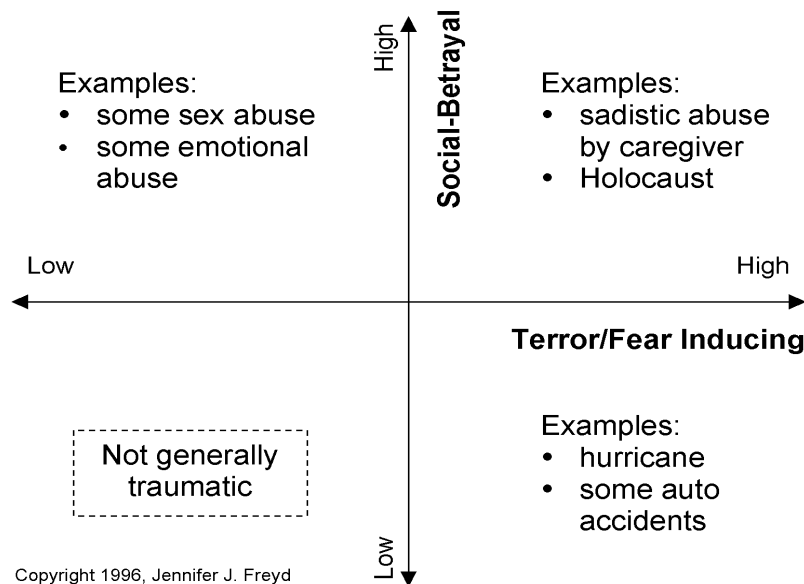 High
Social-Betrayal
Examples:
• some sex abuse
• some emotional
abuse
Examples:
• sadistic abuse
by caregiver
• Holocaust
Low
High
Terror/Fear Inducing
Not generally
traumatic
Examples:
• hurricane
• some auto
accidents
Low
Copyright 1996, Jennifer J. Freyd